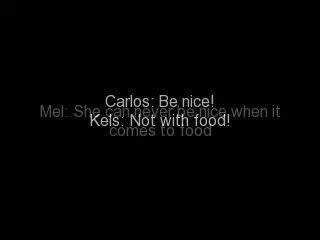 Carlos: Be nice!
Mel: She can never be nice when it
Kels: Not with food!
comes to food